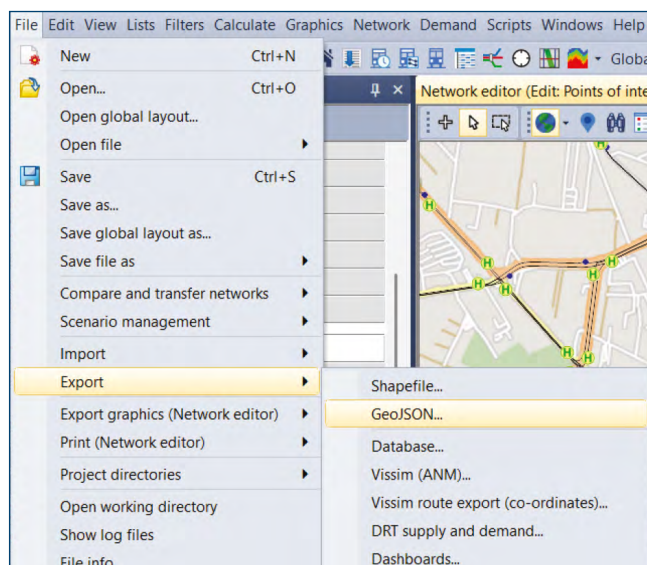 File Edit View Lists Filters Calculate Graphics Network Demand Scripts Windows Help
New Ctrl+N
Open... Ctrl+O
Open global layout...
Open file
Save Ctrl+S
Save as...
Save global layout as...
Save file as
Compare and transfer networks
Scenario management
Import
Export
Export graphics (Network editor)
Print (Network editor)
Project directories
Open working directory
Show log files
File info
Globa
Network editor (Edit: Points of inte
H
H
H
H
H
H
H
H
H
Shapefile...
GeoJSON...
Database...
Vissim (ANM)...
Vissim route export (co-ordinates)...
DRT supply and demand...
Dashboards...